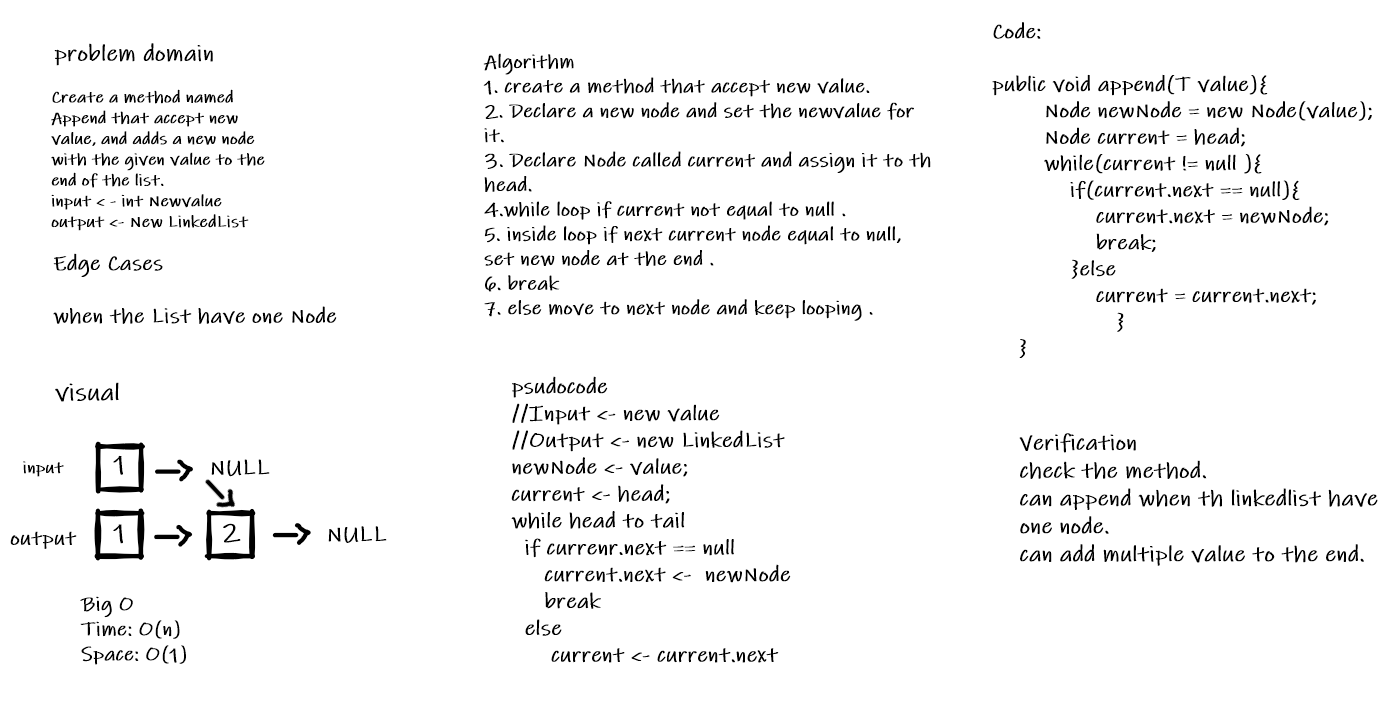 problem domain
Create a method named
Append that accept new
value, and adds a new node
with the given value to the
end of the list.
input < - int Newvalue
output <- New LinkedList
Edge Cases
when the List have one Node
visual
input 1 NULL
output 1 2 NULL
Big O
Time: O(n)
Space: O(1)
Algorithm
1. create a method that accept new value.
2. Declare a new node and set the newvalue for
it.
3. Declare Node called current and assign it to th
head.
4.while loop if current not equal to null .
5. inside loop if next current node equal to null,
set new node at the end .
6. break
7. else move to next node and keep looping .
psudocode
//Input <- new value
//Output <- new LinkedList
newNode <- value;
current <- head;
while head to tail
if currenr.next == null
current.next <- newNode
break
else
current <- current.next
Code:
public void append(T value){
Node newNode = new Node(value);
Node current = head;
while(current != null ){
if(current.next == null){
current.next = newNode;
break;
}else
current = current.next;
}
}
Verification
check the method.
can append when th linkedlist have
one node.
can add multiple value to the end.